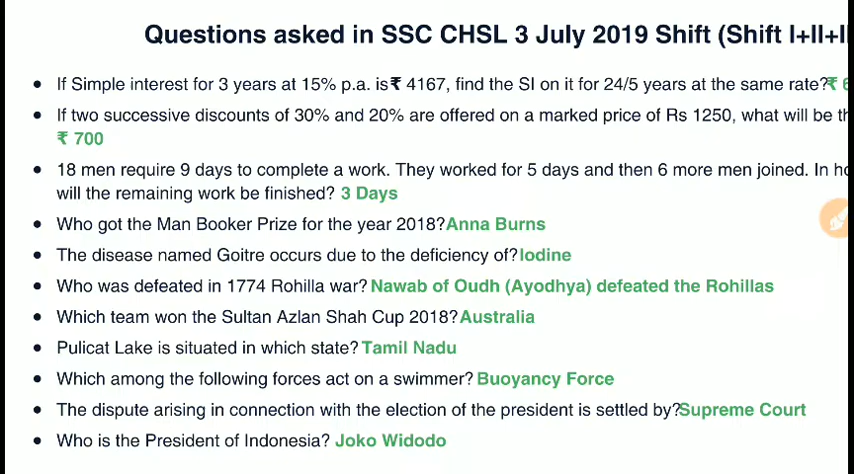 Questions asked in SSC CHSL 3 July 2019 Shift (Shift I+II+I
• If Simple interest for 3 years at 15% p.a. is ₹ 4167, find the SI on it for 24/5 years at the same rate?₹ 6
• If two successive discounts of 30% and 20% are offered on a marked price of Rs 1250, what will be th
₹ 700
• 18 men require 9 days to complete a work. They worked for 5 days and then 6 more men joined. In ho
will the remaining work be finished? 3 Days
• Who got the Man Booker Prize for the year 2018?Anna Burns
• The disease named Goitre occurs due to the deficiency of?Iodine
• Who was defeated in 1774 Rohilla war? Nawab of Oudh (Ayodhya) defeated the Rohillas
• Which team won the Sultan Azlan Shah Cup 2018?Australia
• Pulicat Lake is situated in which state? Tamil Nadu
• Which among the following forces act on a swimmer? Buoyancy Force
• The dispute arising in connection with the election of the president is settled by?Supreme Court
• Who is the President of Indonesia? Joko Widodo